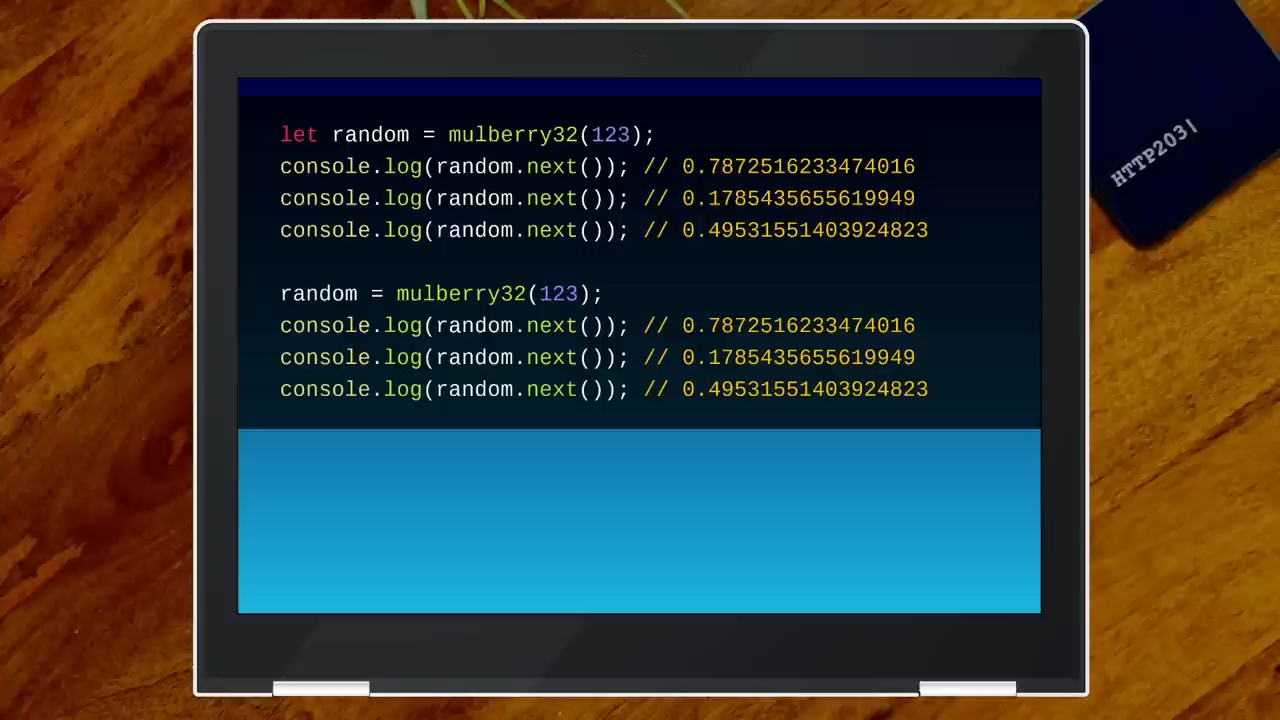 let random = mulberry32(123);
console.log(random.next()); // 0.7872516233474016
console.log(random.next()); // 0.1785435655619949
console.log(random.next()); // 0.49531551403924823
random = mulberry32(123);
console.log(random.next()); // 0.7872516233474016
console.log(random.next()); // 0.1785435655619949
console.log(random.next()); // 0.49531551403924823
HTTP203|